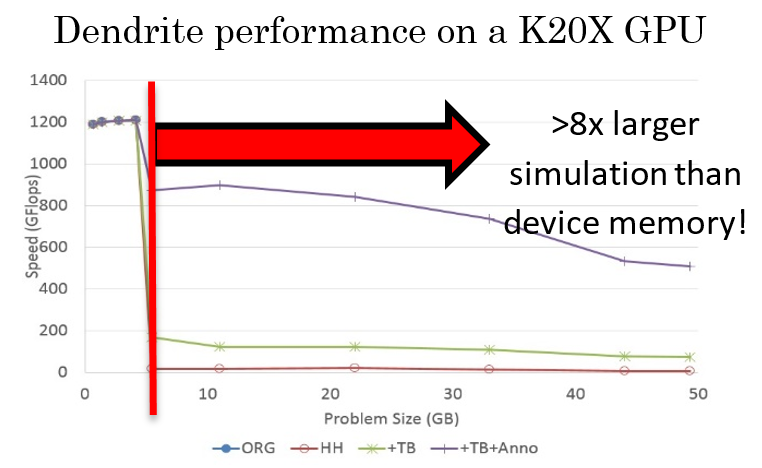 Dendrite performance on a K20X GPU
1400
1200
1000
800
600
400
200
0
Speed (GFlops)
>8x larger
simulation than
device memory!
0 10 20 30 40 50
Problem Size (GB)
ORG HH +TB +TB+Anno